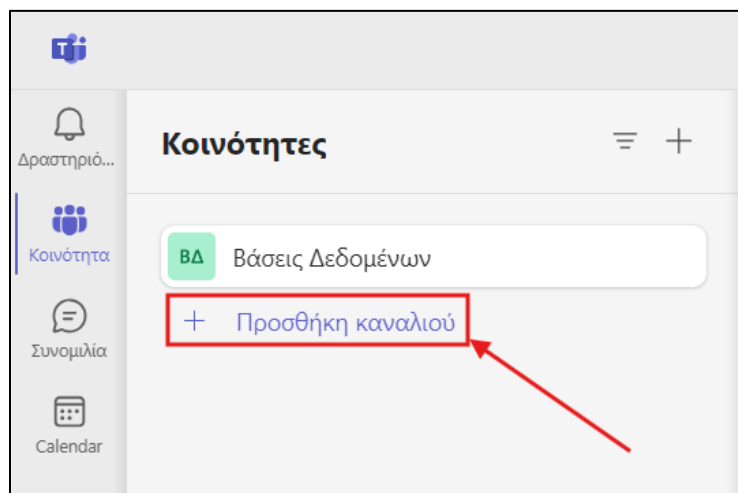 Δραστηριό...
Κοινότητα
Συνομιλία
Calendar
Κοινότητες
ΒΔ Βάσεις Δεδομένων
+ Προσθήκη καναλιού